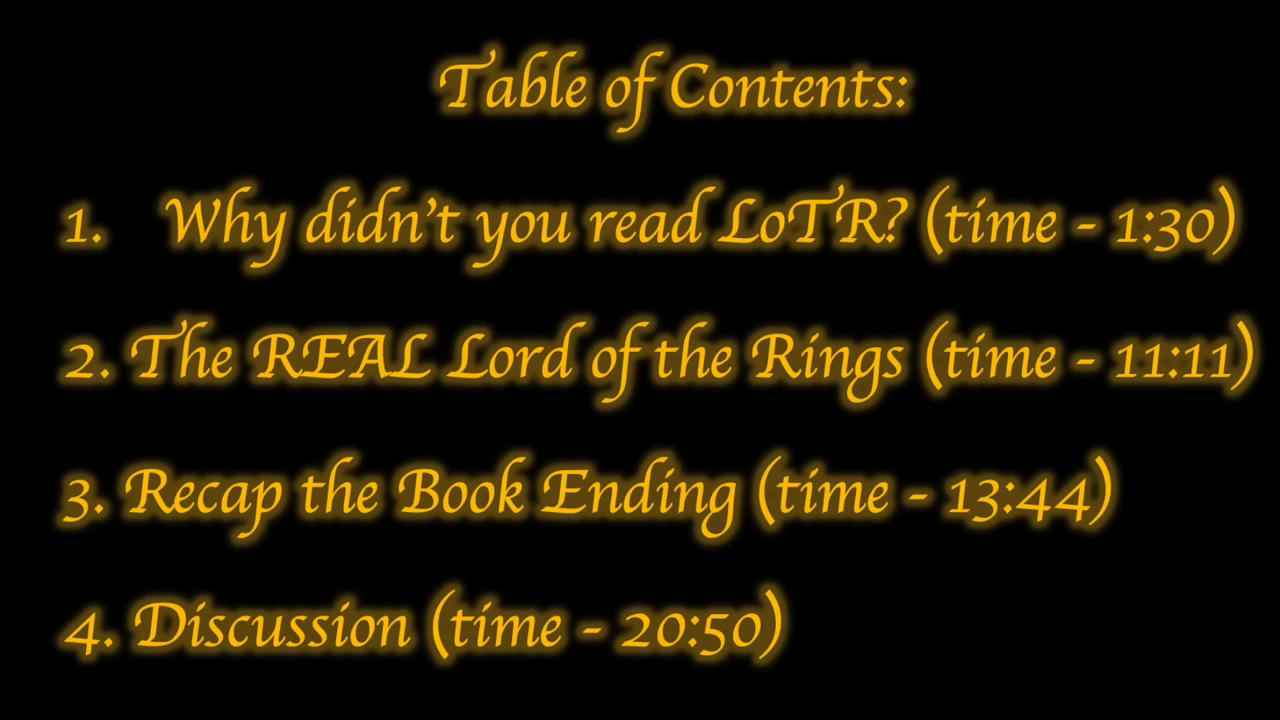 Table of Contents:
1. Why didn't you read LoTR? (time - 1:30)
2. The REAL Lord of the Rings (time - 11:11)
3. Recap the Book Ending (time - 13:44)
4. Discussion (time - 20:50)